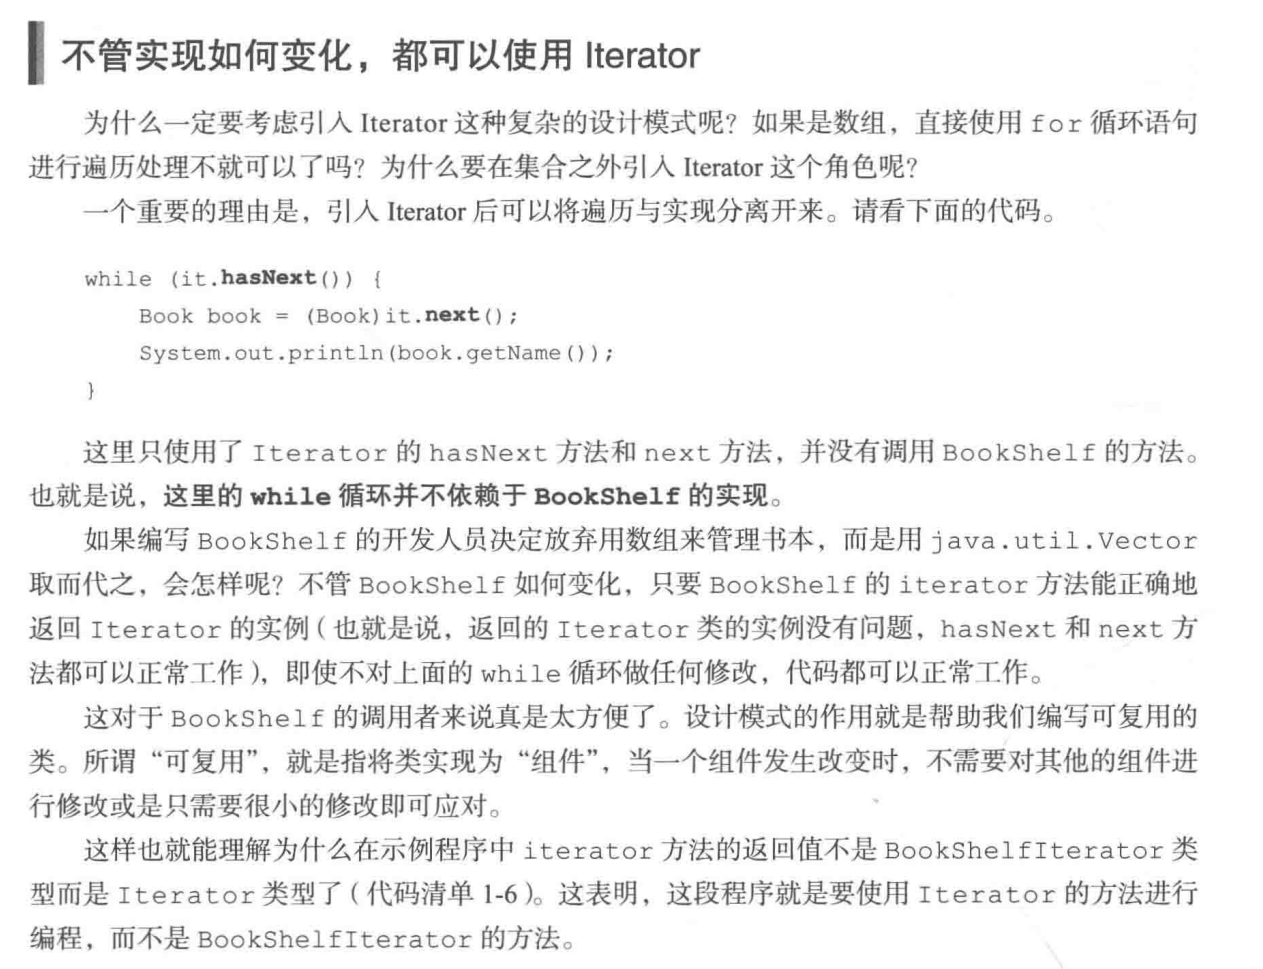 不管实现如何变化，都可以使用 Iterator
为什么一定要考虑引入 Iterator 这种复杂的设计模式呢？如果是数组，直接使用 for 循环语句
进行遍历处理不就可以了吗？为什么要在集合之外引入 Iterator 这个角色呢？
一个重要的理由是，引入 Iterator 后可以将遍历与实现分离开来。请看下面的代码。
while (it.hasNext()) {
    Book book = (Book)it.next();
    System.out.println(book.getName());
}
这里只使用了 Iterator 的 hasNext 方法和 next 方法，并没有调用 BookShelf 的方法。
也就是说，这里的 while 循环并不依赖于 BookShelf 的实现。
如果编写 BookShelf 的开发人员决定放弃用数组来管理书本，而是用 java.util.Vector
取而代之，会怎样呢？不管 BookShelf 如何变化，只要 BookShelf 的 iterator 方法能正确地
返回 Iterator 的实例（也就是说，返回的 Iterator 类的实例没有问题，hasNext 和 next 方
法都可以正常工作），即使不对上面的 while 循环做任何修改，代码都可以正常工作。
这对于 BookShelf 的调用者来说真是太方便了。设计模式的作用就是帮助我们编写可复用的
类。所谓“可复用”，就是指将类实现为“组件”，当一个组件发生改变时，不需要对其他的组件进
行修改或是只需要很小的修改即可应对。
这样也就能理解为什么在示例程序中 iterator 方法的返回值不是 BookShelfIterator 类
型而是 Iterator 类型了（代码清单 1-6）。这表明，这段程序就是要使用 Iterator 的方法进行
编程，而不是 BookShelfIterator 的方法。